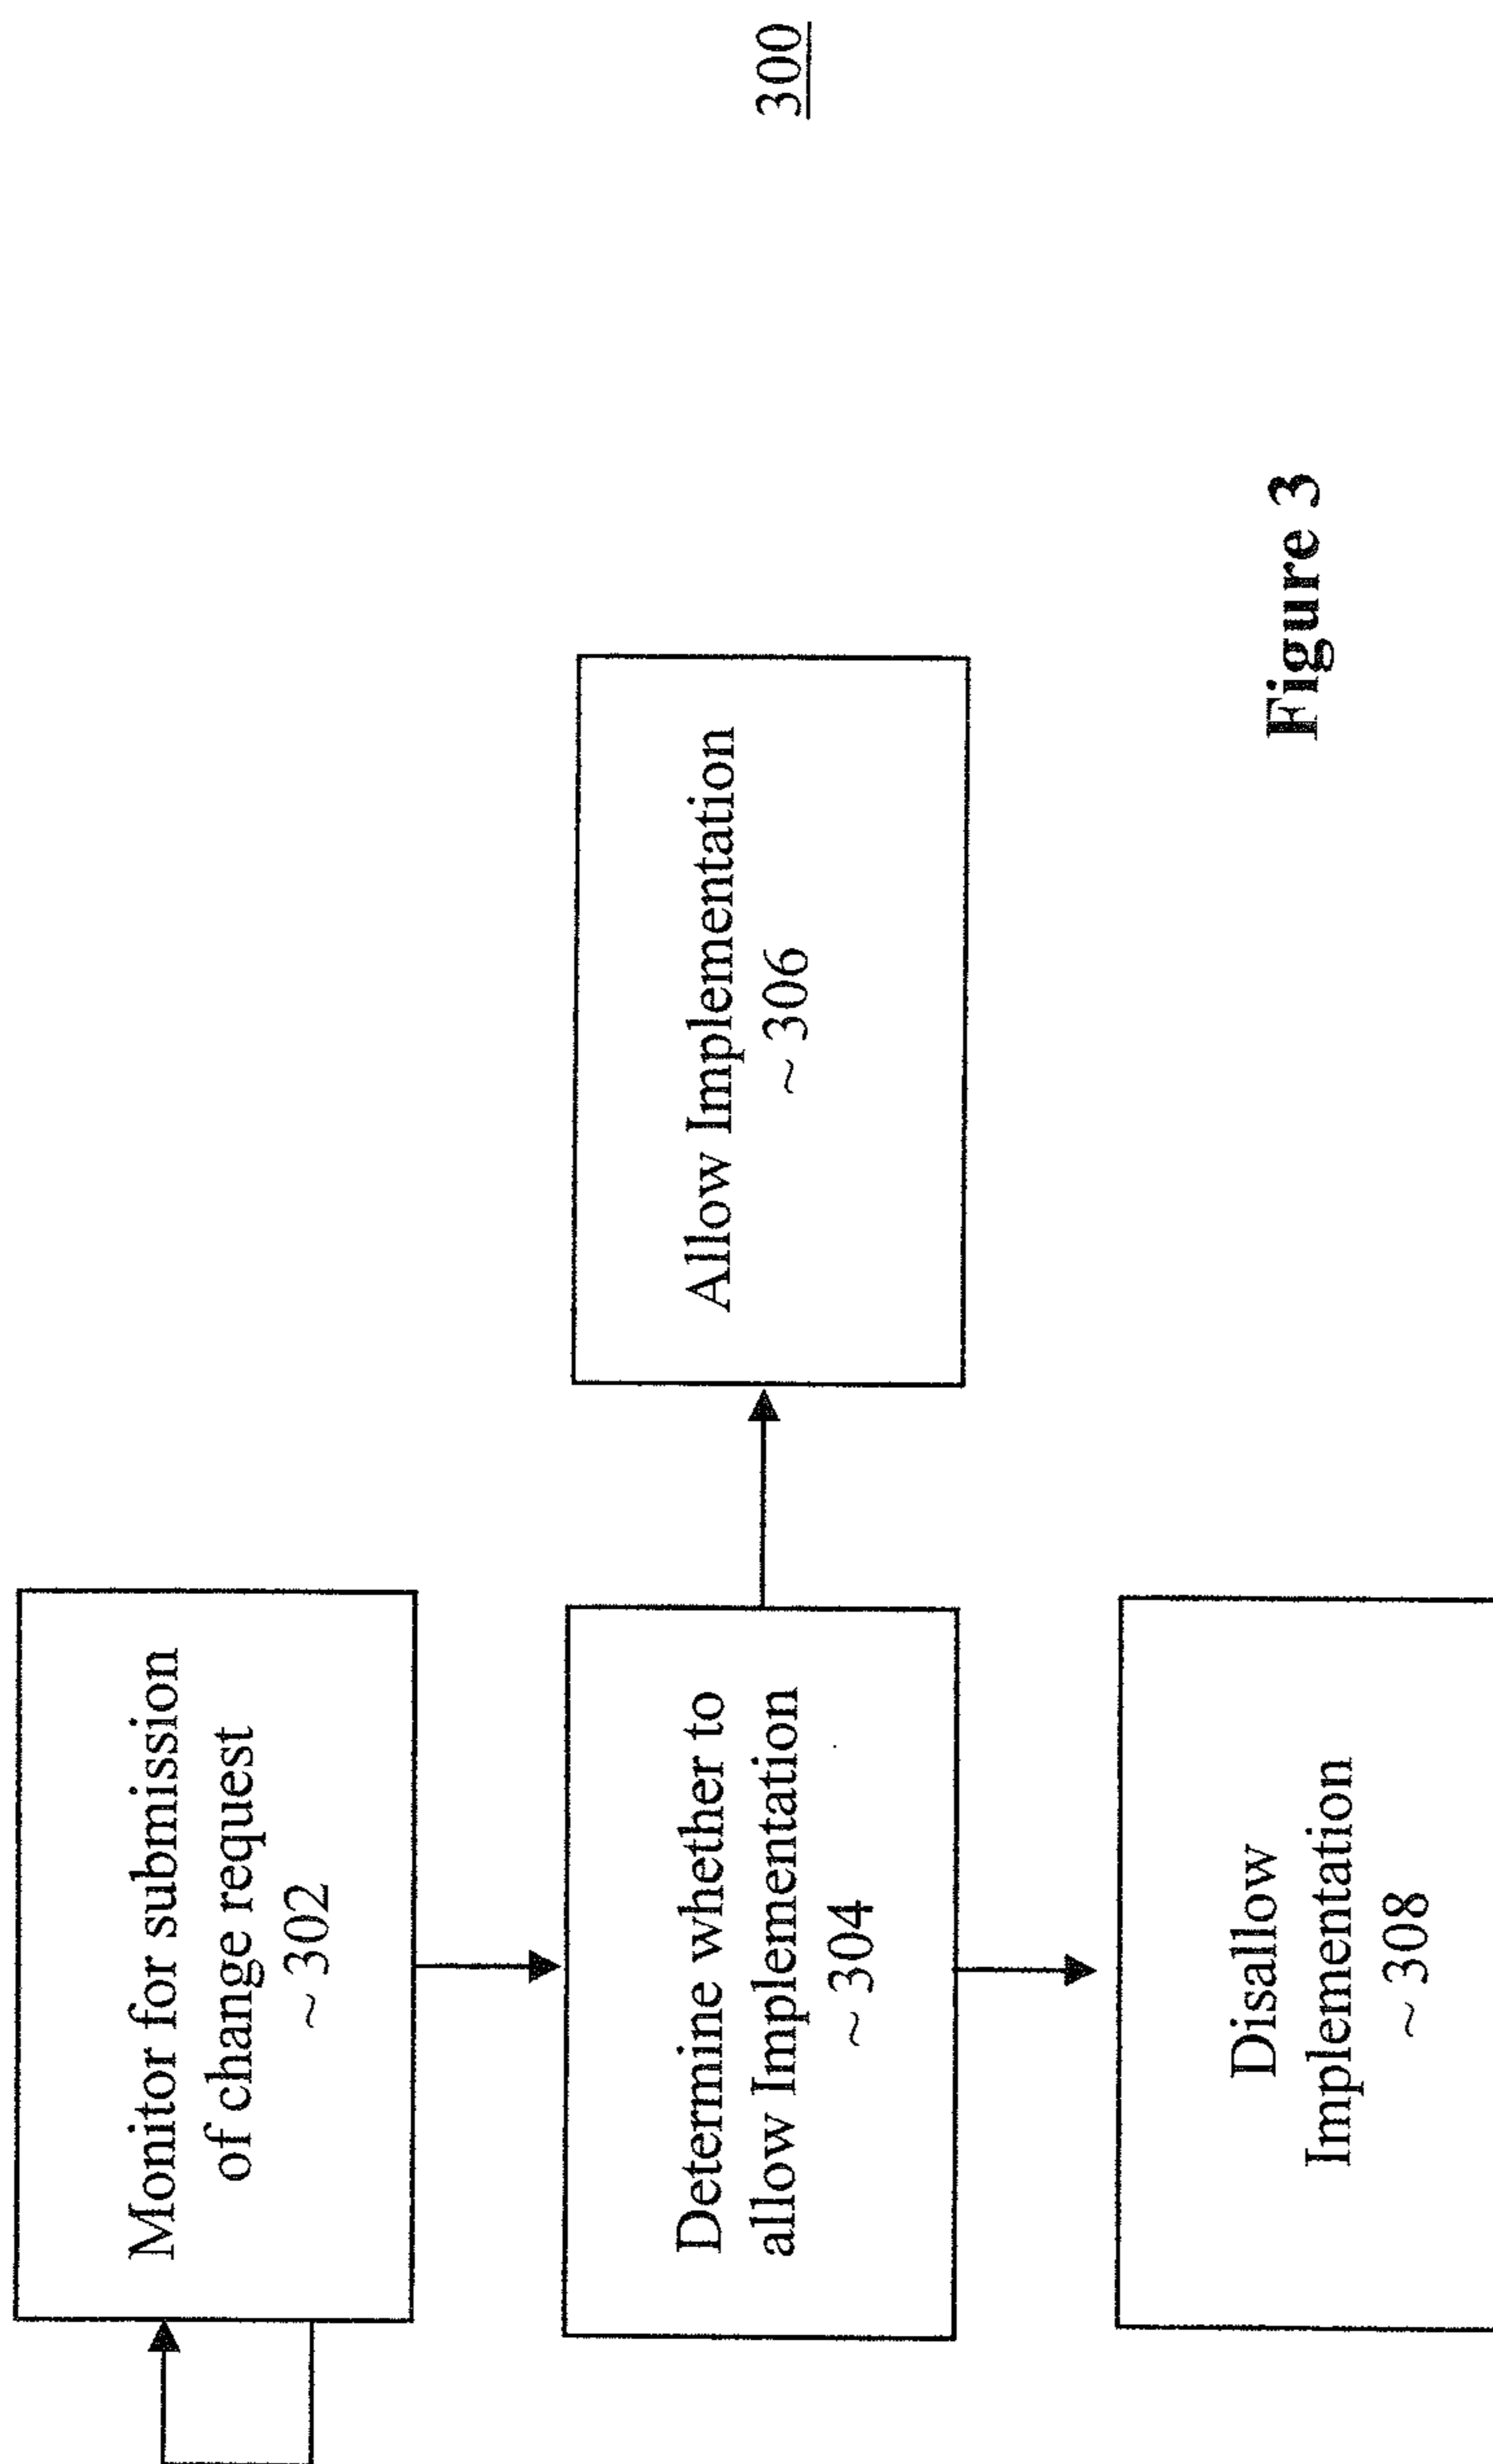 Monitor for submission
of change request
~ 302
Determine whether to
allow Implementation
~ 304
Allow Implementation
~ 306
Disallow
Implementation
~ 308
300
Figure 3